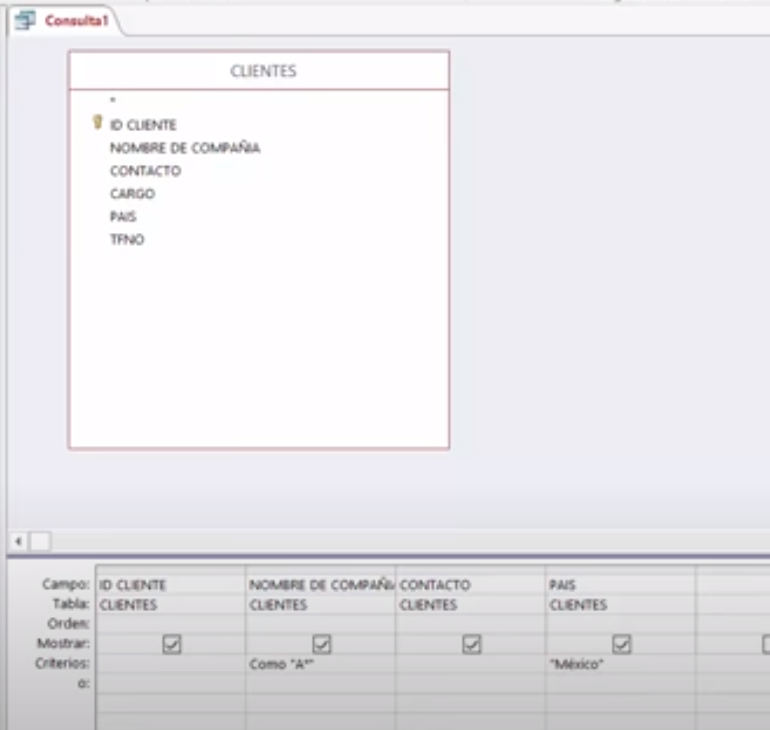 Consulta1
CLIENTES
*
ID CLIENTE
NOMBRE DE COMPAÑIA
CONTACTO
CARGO
PAIS
TFNO
Campo: ID CLIENTE NOMBRE DE COMPAÑI CONTACTO PAIS
Tabla: CLIENTES CLIENTES CLIENTES CLIENTES
Orden:
Mostrar:
Criterios: Como "A*" "México"
o: